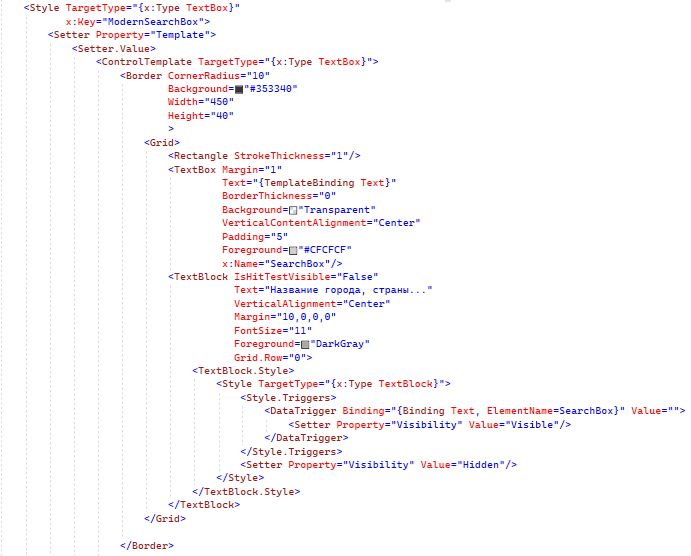 <Style TargetType="{x:Type TextBox}"
x:Key="ModernSearchBox">
<Setter Property="Template">
<Setter.Value>
<ControlTemplate TargetType="{x:Type TextBox}">
<Border CornerRadius="10"
Background="#353340"
Width="450"
Height="40"
>
<Grid>
<Rectangle StrokeThickness="1"/>
<TextBox Margin="1"
Text="{TemplateBinding Text}"
BorderThickness="0"
Background="Transparent"
VerticalContentAlignment="Center"
Padding="5"
Foreground="#CFCFCF"
x:Name="SearchBox"/>
<TextBlock IsHitTestVisible="False"
Text="Название города, страны..."
VerticalAlignment="Center"
Margin="10,0,0,0"
FontSize="11"
Foreground="DarkGray"
Grid.Row="0">
<TextBlock.Style>
<Style TargetType="{x:Type TextBlock}">
<Style.Triggers>
<DataTrigger Binding="{Binding Text, ElementName=SearchBox}" Value="">
<Setter Property="Visibility" Value="Visible"/>
</DataTrigger>
</Style.Triggers>
<Setter Property="Visibility" Value="Hidden"/>
</Style>
</TextBlock.Style>
</TextBlock>
</Grid>
</Border>